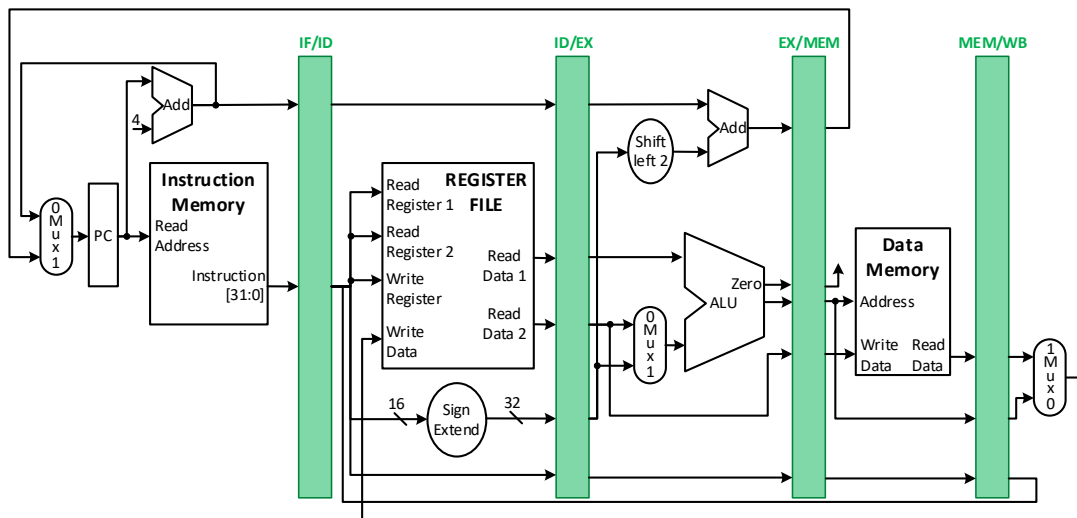 IF/ID
ID/EX
EX/MEM
MEM/WB
Add
4
0
M
u
x
1
PC
Instruction
Memory
Read
Address
Instruction
[31:0]
REGISTER
FILE
Read
Register 1
Read
Register 2
Write
Register
Write
Data
Read
Data 1
Read
Data 2
16
Sign
Extend
32
Shift
left 2
Add
0
M
u
x
1
ALU
Zero
Data
Memory
Address
Write
Data
Read
Data
1
M
u
x
0